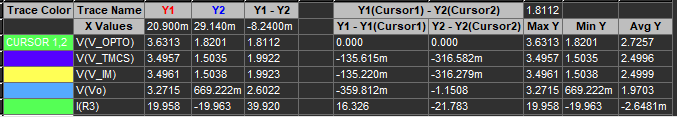 Trace Color Trace Name Y1 Y2 Y1 - Y2 Y1(Cursor1) - Y2(Cursor2) 1.8112
X Values 20.900m 29.140m -8.2400m Y1 - Y1(Cursor1) Y2 - Y2(Cursor2) Max Y Min Y Avg Y
CURSOR 1,2 V(V_OPTO) 3.6313 1.8201 1.8112 0.000 0.000 3.6313 1.8201 2.7257
V(V_TMCS) 3.4957 1.5035 1.9922 -135.615m -316.582m 3.4957 1.5035 2.4996
V(V_IM) 3.4961 1.5038 1.9923 -135.220m -316.279m 3.4961 1.5038 2.4999
V(Vo) 3.2715 669.222m 2.6022 -359.812m -1.1508 3.2715 669.222m 1.9703
I(R3) 19.958 -19.963 39.920 16.326 -21.783 19.958 -19.963 -2.6481m